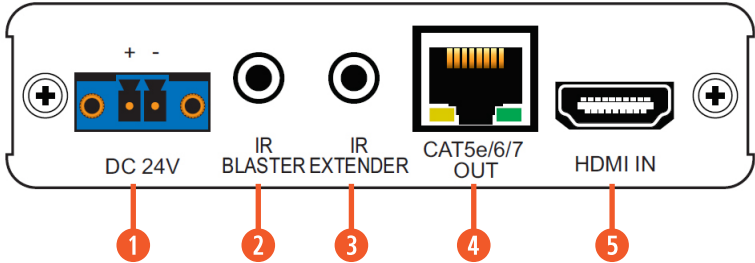 + -
DC 24V
IR
BLASTER
IR
EXTENDER
CAT5e/6/7
OUT
HDMI IN
1
2
3
4
5